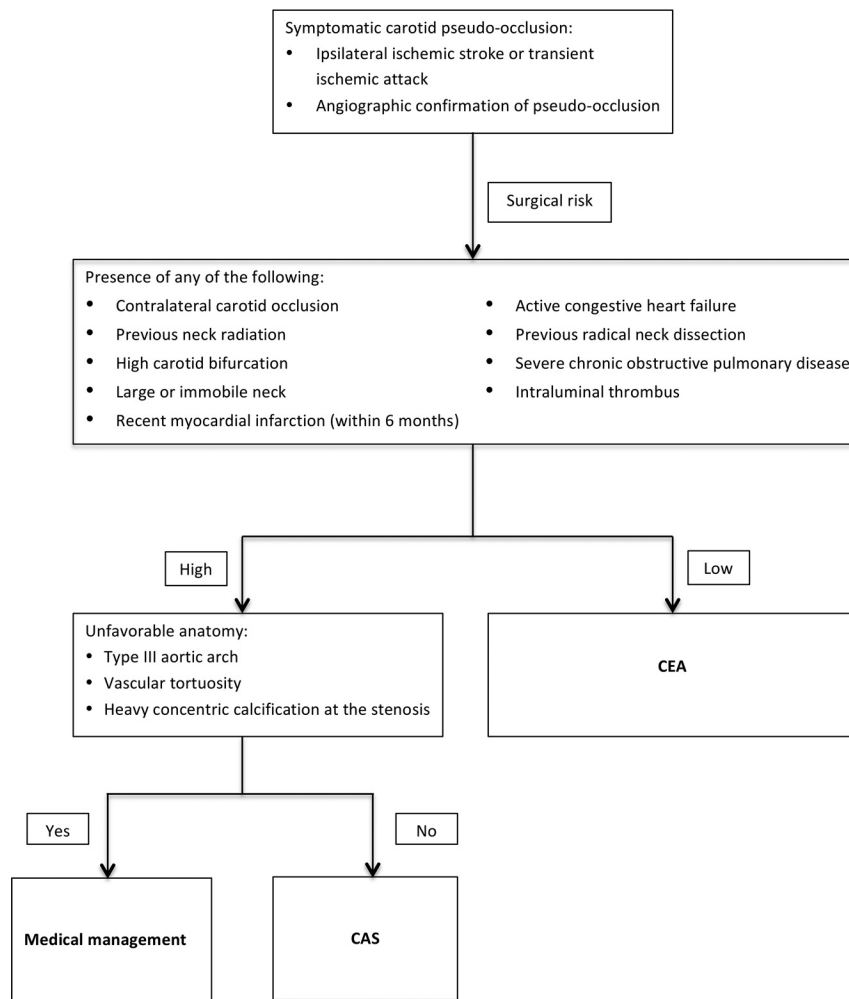 Symptomatic carotid pseudo-occlusion:
• Ipsilateral ischemic stroke or transient
ischemic attack
• Angiographic confirmation of pseudo-occlusion
Surgical risk
Presence of any of the following:
• Contralateral carotid occlusion
• Previous neck radiation
• High carotid bifurcation
• Large or immobile neck
• Recent myocardial infarction (within 6 months)
• Active congestive heart failure
• Previous radical neck dissection
• Severe chronic obstructive pulmonary disease
• Intraluminal thrombus
High
Low
Unfavorable anatomy:
• Type III aortic arch
• Vascular tortuosity
• Heavy concentric calcification at the stenosis
CEA
Yes
No
Medical management
CAS